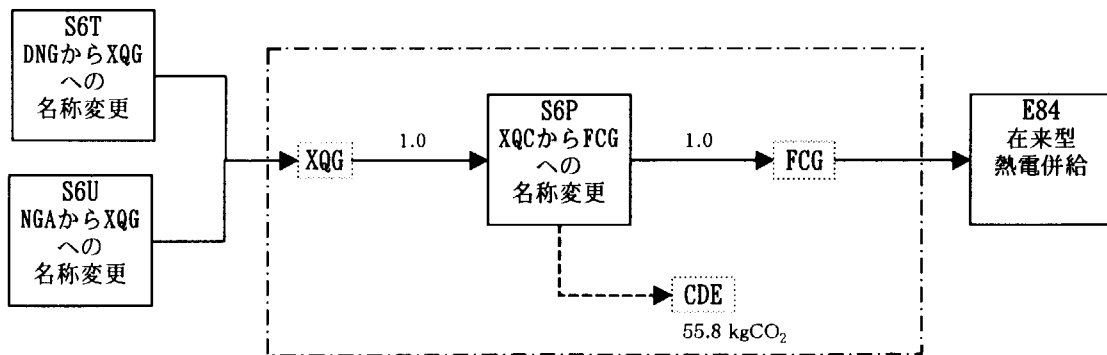 S6T
DNGからXQG
への
名称変更
S6U
NGAからXQG
への
名称変更
XQG
1.0
S6P
XQCからFCG
への
名称変更
1.0
FCG
E84
在来型
熱電併給
CDE
55.8 kgCO₂